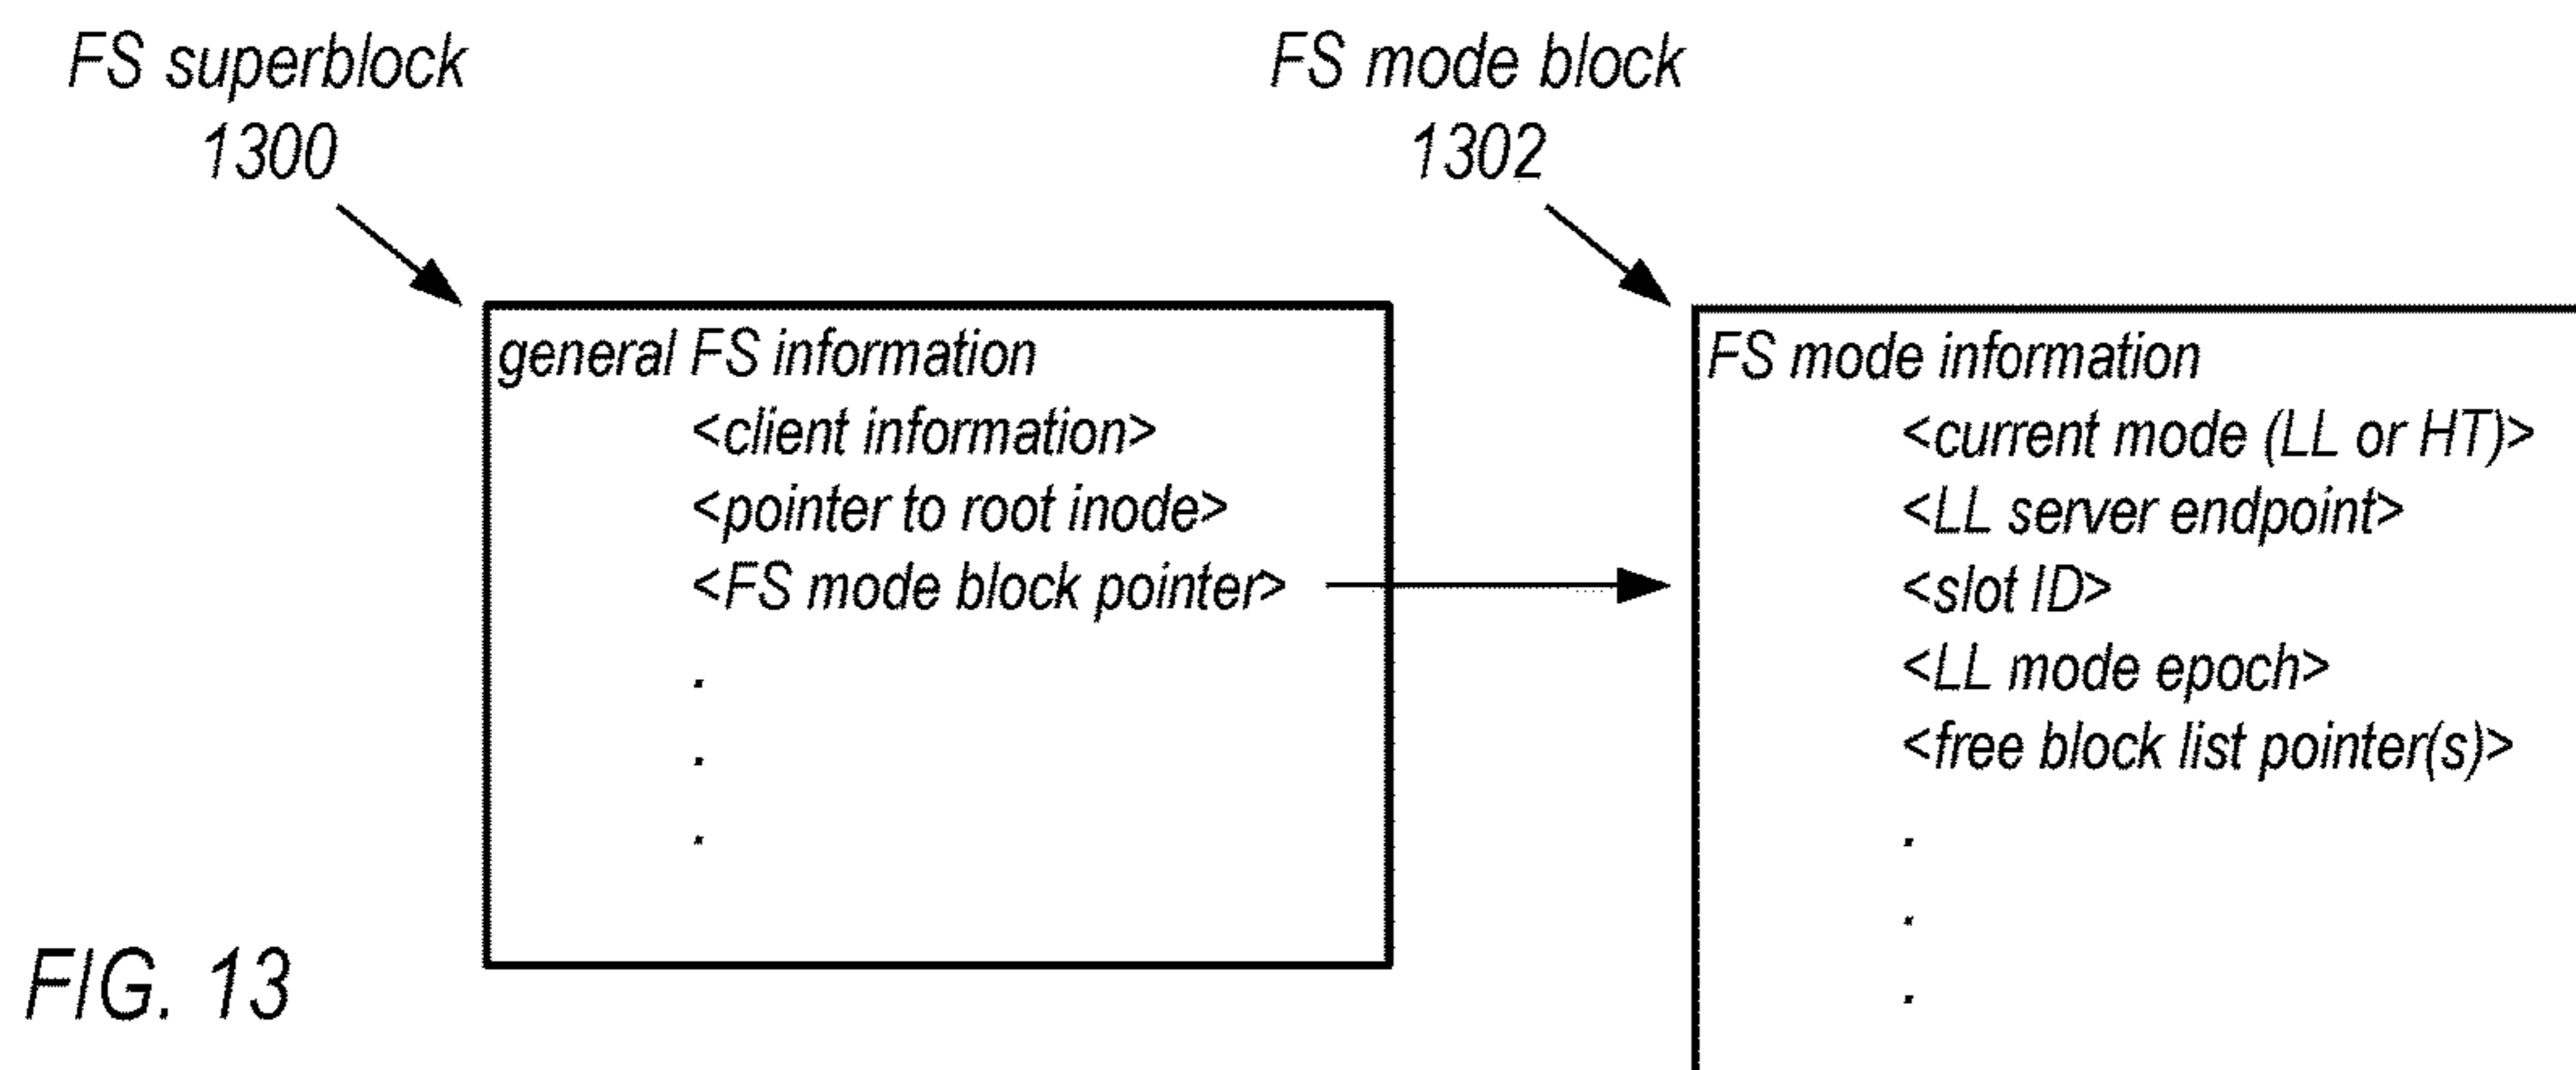 FS superblock
1300
FS mode block
1302
general FS information
<client information>
<pointer to root inode>
<FS mode block pointer>
.
.
.
FS mode information
<current mode (LL or HT)>
<LL server endpoint>
<slot ID>
<LL mode epoch>
<free block list pointer(s)>
.
.
.
FIG. 13